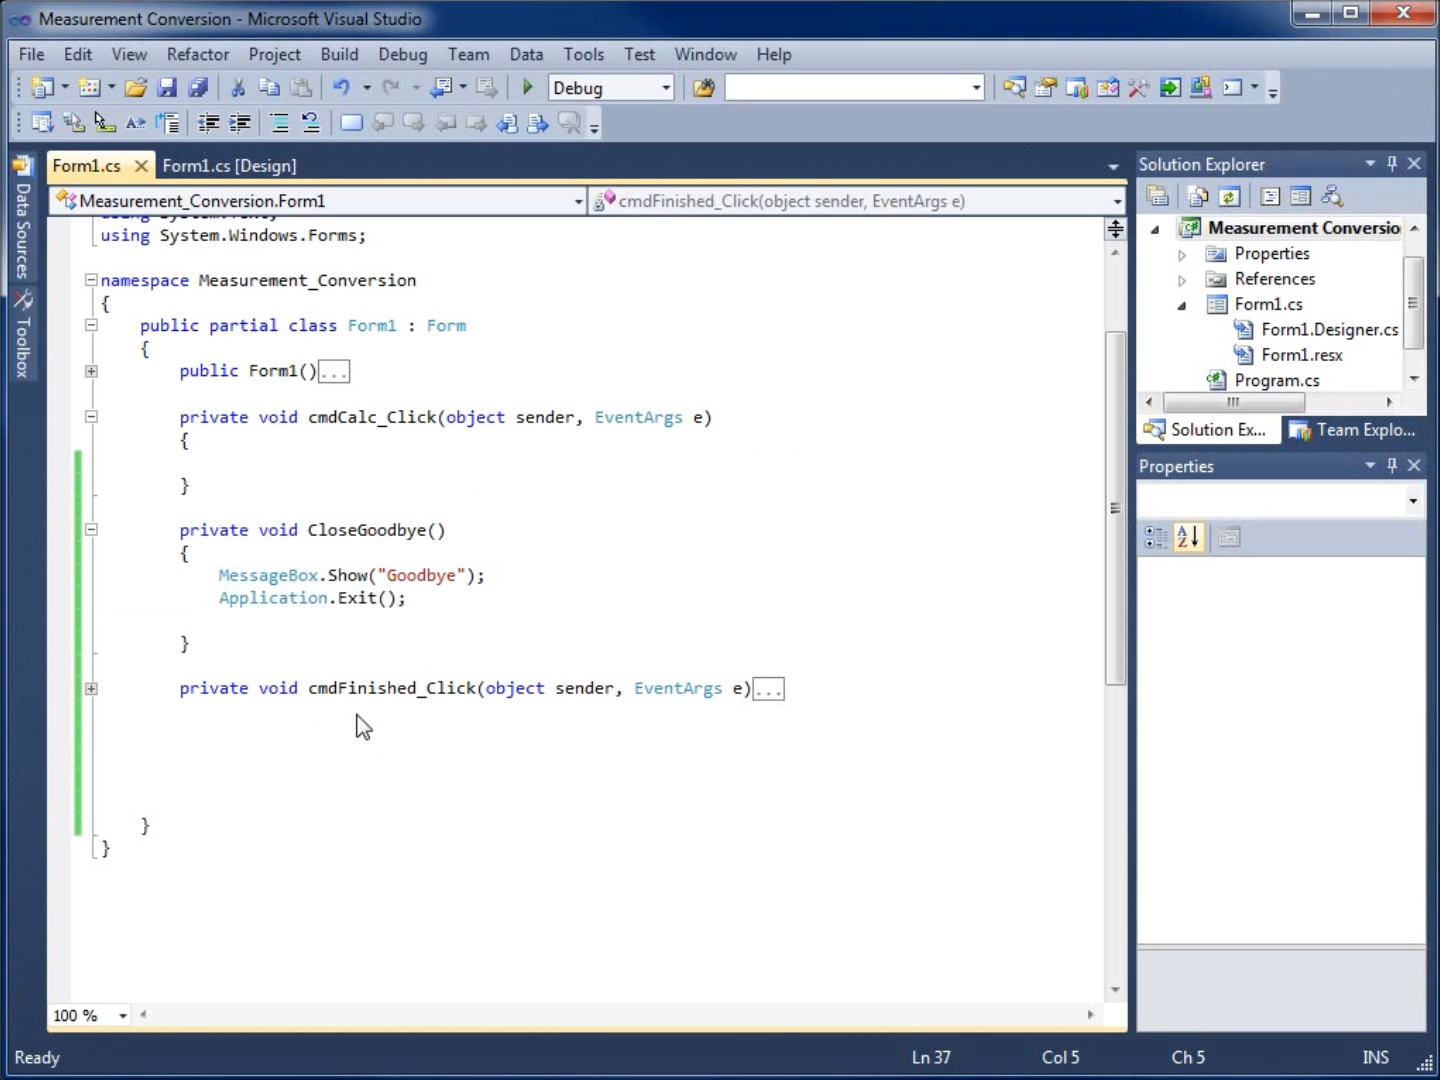 Measurement Conversion - Microsoft Visual Studio
File Edit View Refactor Project Build Debug Team Data Tools Test Window Help
Debug
Form1.cs Form1.cs [Design]
Measurement_Conversion.Form1 cmdFinished_Click(object sender, EventArgs e)
Data Sources
Toolbox
using System.Windows.Forms;
namespace Measurement_Conversion
{
public partial class Form1 : Form
{
public Form1()...
private void cmdCalc_Click(object sender, EventArgs e)
{
}
private void CloseGoodbye()
{
MessageBox.Show("Goodbye");
Application.Exit();
}
private void cmdFinished_Click(object sender, EventArgs e)...
}
}
100 %
Solution Explorer
Measurement Conversio
Properties
References
Form1.cs
Form1.Designer.cs
Form1.resx
Program.cs
Solution Ex... Team Explo...
Properties
Ready Ln 37 Col 5 Ch 5 INS